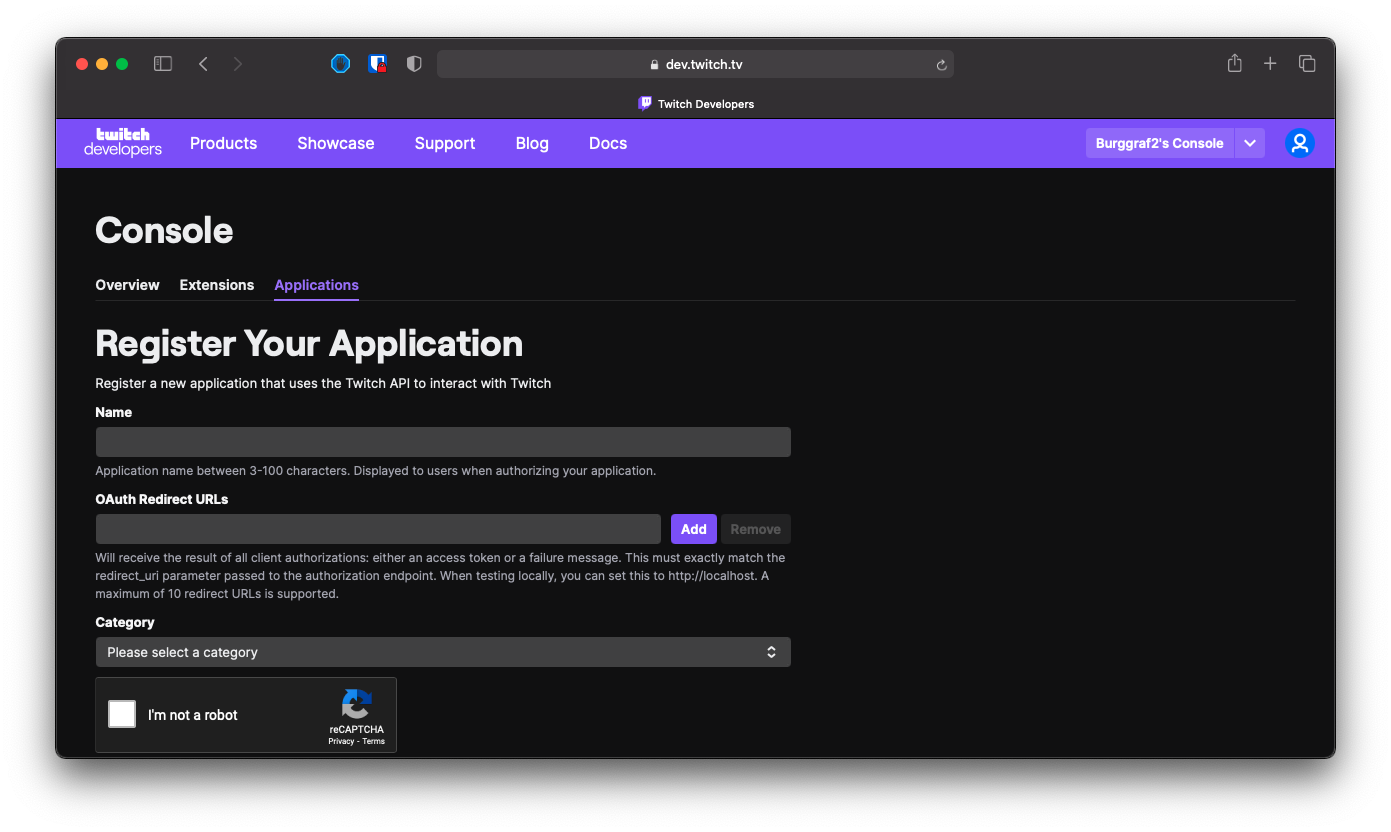 dev.twitch.tv
Twitch Developers
twitch
developers
Products
Showcase
Support
Blog
Docs
Burggraf2's Console
Console
Overview
Extensions
Applications
Register Your Application
Register a new application that uses the Twitch API to interact with Twitch
Name
Application name between 3-100 characters. Displayed to users when authorizing your application.
OAuth Redirect URLs
Add
Remove
Will receive the result of all client authorizations: either an access token or a failure message. This must exactly match the
redirect_uri parameter passed to the authorization endpoint. When testing locally, you can set this to http://localhost. A
maximum of 10 redirect URLs is supported.
Category
Please select a category
I'm not a robot
reCAPTCHA
Privacy - Terms